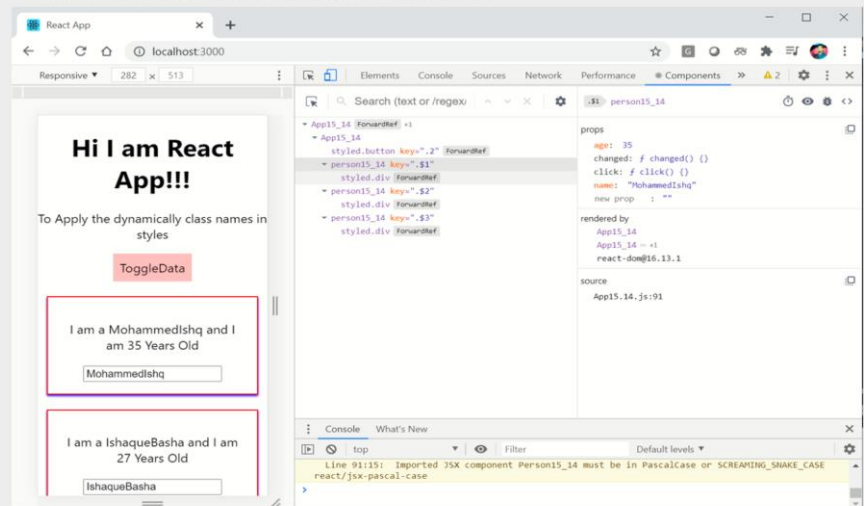 React App
localhost:3000
Responsive ▼ 282 × 513
Elements Console Sources Network Performance Components » 2
Search (text or /regex/
.$1 person15_14
App15_14 ForwardRef +1
App15_14
styled.button key=".2" ForwardRef
person15_14 key=".$1"
styled.div ForwardRef
person15_14 key=".$2"
styled.div ForwardRef
person15_14 key=".$3"
styled.div ForwardRef
props
age: 35
changed: ƒ changed() {}
click: ƒ click() {}
name: "MohammedIshq"
new prop : ""
rendered by
App15_14
App15_14 — +1
react-dom@16.13.1
source
App15.14.js:91
Hi I am React
App!!!
To Apply the dynamically class names in
styles
ToggleData
I am a MohammedIshq and I
am 35 Years Old
MohammedIshq
I am a IshaqueBasha and I am
27 Years Old
IshaqueBasha
Console What's New
top Filter Default levels ▼
Line 91:15: Imported JSX component Person15_14 must be in PascalCase or SCREAMING_SNAKE_CASE
react/jsx-pascal-case